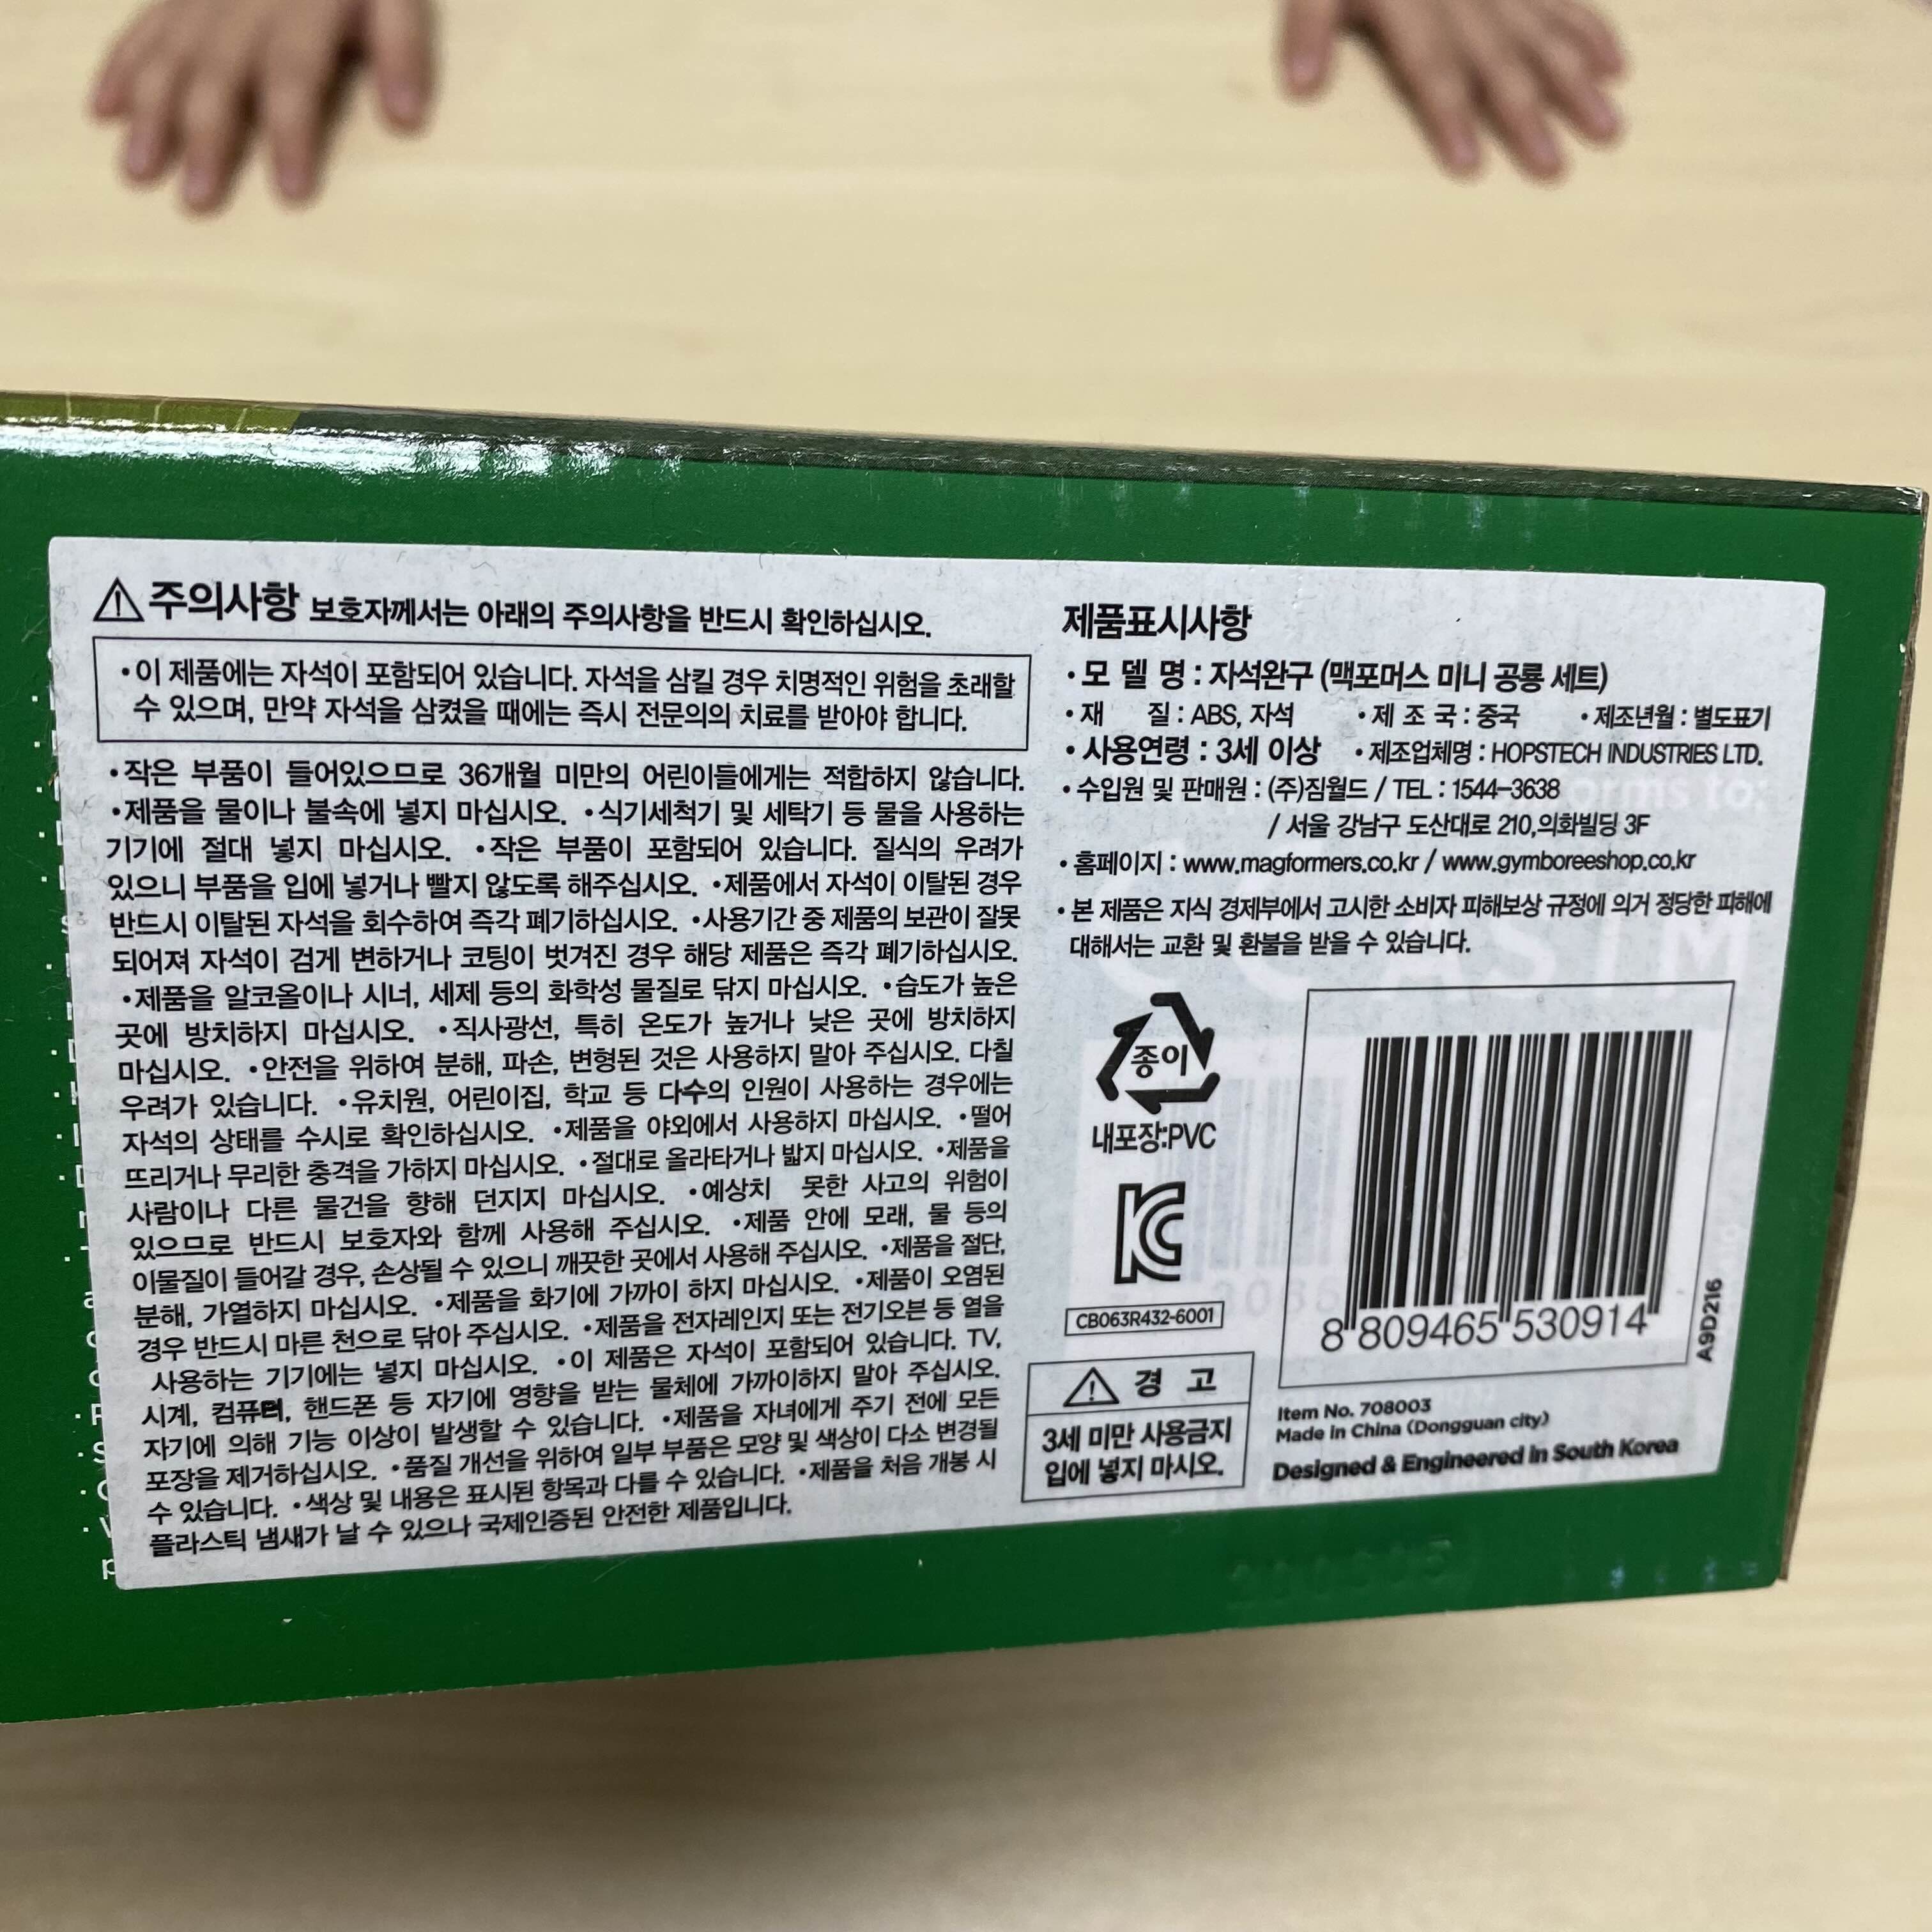 주의사항 보호자께서는 아래의 주의사항을 반드시 확인하십시오.
•이 제품에는 자석이 포함되어 있습니다. 자석을 삼킬 경우 치명적인 위험을 초래할
수 있으며, 만약 자석을 삼켰을 때에는 즉시 전문의의 치료를 받아야 합니다.
•작은 부품이 들어있으므로 36개월 미만의 어린이들에게는 적합하지 않습니다.
•제품을 물이나 불속에 넣지 마십시오. •식기세척기 및 세탁기 등 물을 사용하는
기기에 절대 넣지 마십시오. •작은 부품이 포함되어 있습니다. 질식의 우려가
있으니 부품을 입에 넣거나 빨지 않도록 해주십시오. •제품에서 자석이 이탈된 경우
반드시 이탈된 자석을 회수하여 즉각 폐기하십시오. •사용기간 중 제품의 보관이 잘못
되어져 자석이 검게 변하거나 코팅이 벗겨진 경우 해당 제품은 즉각 폐기하십시오.
•제품을 알코올이나 시너, 세제 등의 화학성 물질로 닦지 마십시오. •습도가 높은
곳에 방치하지 마십시오. •직사광선, 특히 온도가 높거나 낮은 곳에 방치하지
마십시오. •안전을 위하여 분해, 파손, 변형된 것은 사용하지 말아 주십시오. 다칠
우려가 있습니다. •유치원, 어린이집, 학교 등 다수의 인원이 사용하는 경우에는
자석의 상태를 수시로 확인하십시오. •제품을 야외에서 사용하지 마십시오. •떨어
뜨리거나 무리한 충격을 가하지 마십시오. •절대로 올라타거나 밟지 마십시오. •제품을
사람이나 다른 물건을 향해 던지지 마십시오. •예상치 못한 사고의 위험이
있으므로 반드시 보호자와 함께 사용해 주십시오. •제품 안에 모래, 물 등의
이물질이 들어갈 경우, 손상될 수 있으니 깨끗한 곳에서 사용해 주십시오. •제품을 절단,
분해, 가열하지 마십시오. •제품을 화기에 가까이 하지 마십시오. •제품이 오염된
경우 반드시 마른 천으로 닦아 주십시오. •제품을 전자레인지 또는 전기오븐 등 열을
사용하는 기기에는 넣지 마십시오. •이 제품은 자석이 포함되어 있습니다. TV,
시계, 컴퓨터, 핸드폰 등 자기에 영향을 받는 물체에 가까이하지 말아 주십시오.
자기에 의해 기능 이상이 발생할 수 있습니다. •제품을 자녀에게 주기 전에 모든
포장을 제거하십시오. •품질 개선을 위하여 일부 부품은 모양 및 색상이 다소 변경될
수 있습니다. •색상 및 내용은 표시된 항목과 다를 수 있습니다. •제품을 처음 개봉 시
플라스틱 냄새가 날 수 있으나 국제인증된 안전한 제품입니다.
제품표시사항
•모 델 명 : 자석완구 (맥포머스 미니 공룡 세트)
•재 질 : ABS, 자석 •제 조 국 : 중국 •제조년월 : 별도표기
•사용연령 : 3세 이상 •제조업체명 : HOPSTECH INDUSTRIES LTD.
•수입원 및 판매원 : (주)짐월드 / TEL : 1544-3638
/ 서울 강남구 도산대로 210,의화빌딩 3F
•홈페이지 : www.magformers.co.kr / www.gymboreeshop.co.kr
•본 제품은 지식 경제부에서 고시한 소비자 피해보상 규정에 의거 정당한 피해에
대해서는 교환 및 환불을 받을 수 있습니다.
종이
내포장:PVC
KC
CB063R432-6001
경 고
3세 미만 사용금지
입에 넣지 마시오.
8 809465 530914
A9D216
Item No. 708003
Made in China (Dongguan city)
Designed & Engineered in South Korea